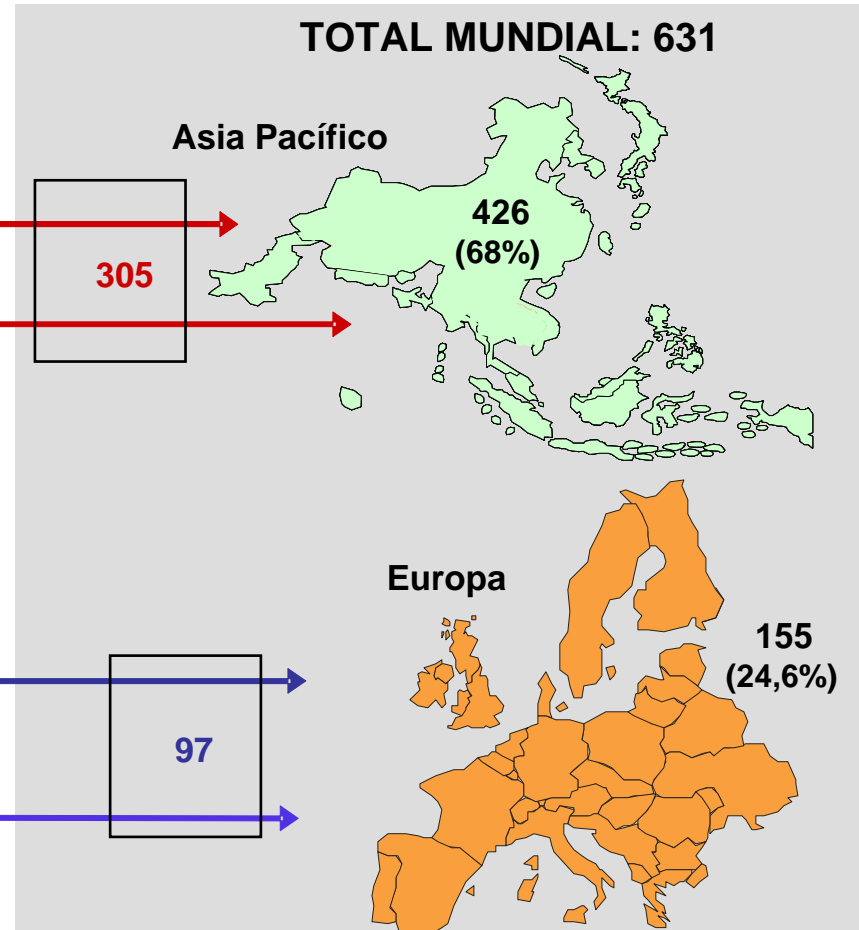 TOTAL MUNDIAL: 631
Asia Pacífico
426
(68%)
305
Europa
155
(24,6%)
97